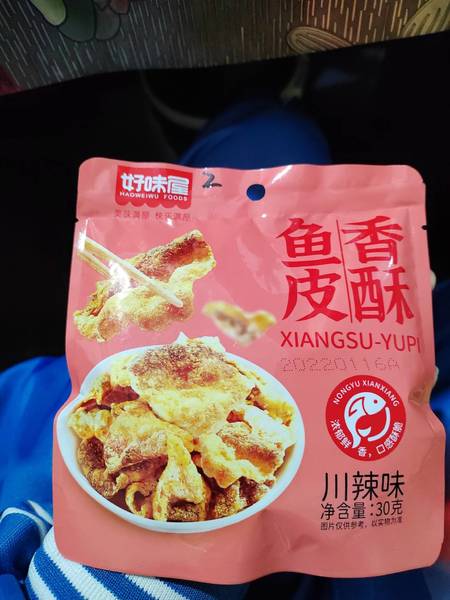 好味屋
HAOWEIWU FOODS
2
美味满屋 快乐满屋
香酥
鱼皮
XIANGSU-YUPI
20220116A
NONGYU XIANXIANG
浓郁鲜香,口感酥脆
川辣味
净含量:30克
图片仅供参考,以实物为准